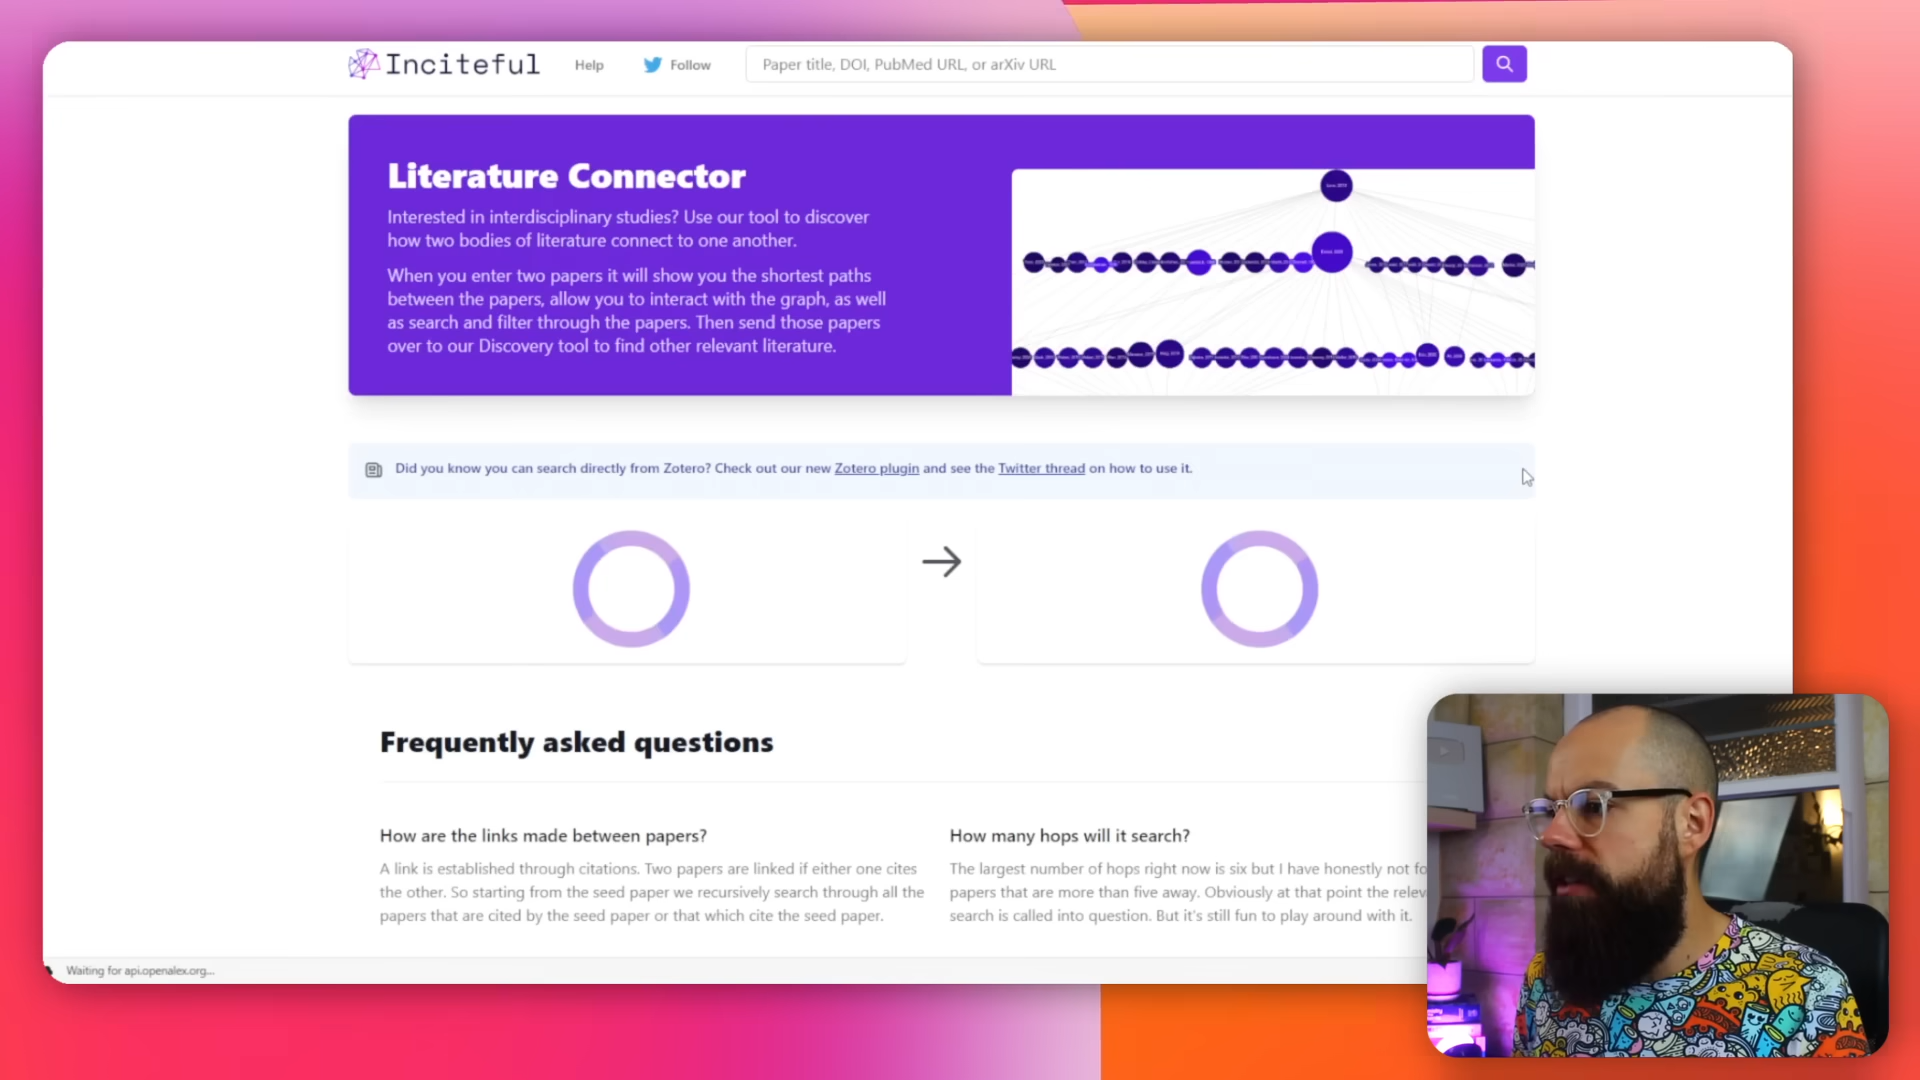 Inciteful
Help
Follow
Paper title, DOI, PubMed URL, or arXiv URL
Literature Connector
Interested in interdisciplinary studies? Use our tool to discover
how two bodies of literature connect to one another.
When you enter two papers it will show you the shortest paths
between the papers, allow you to interact with the graph, as well
as search and filter through the papers. Then send those papers
over to our Discovery tool to find other relevant literature.
Did you know you can search directly from Zotero? Check out our new Zotero plugin and see the Twitter thread on how to use it.
Frequently asked questions
How are the links made between papers?
A link is established through citations. Two papers are linked if either one cites
the other. So starting from the seed paper we recursively search through all the
papers that are cited by the seed paper or that which cite the seed paper.
How many hops will it search?
The largest number of hops right now is six but I have honestly not fo
papers that are more than five away. Obviously at that point the relev
search is called into question. But it's still fun to play around with it.
Waiting for api.openalex.org...